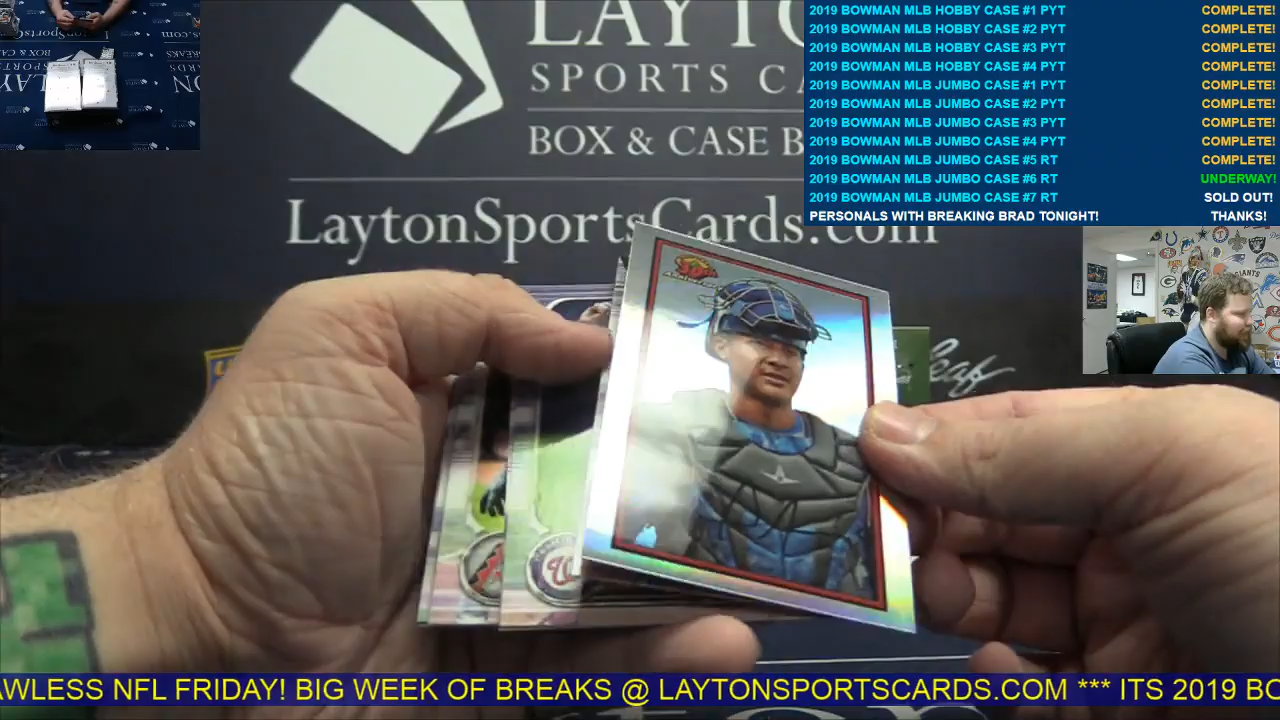 LAYT
SPORTS CA
BOX & CASE B
LaytonSportsCards.com
2019 BOWMAN MLB HOBBY CASE #1 PYT COMPLETE!
2019 BOWMAN MLB HOBBY CASE #2 PYT COMPLETE!
2019 BOWMAN MLB HOBBY CASE #3 PYT COMPLETE!
2019 BOWMAN MLB HOBBY CASE #4 PYT COMPLETE!
2019 BOWMAN MLB JUMBO CASE #1 PYT COMPLETE!
2019 BOWMAN MLB JUMBO CASE #2 PYT COMPLETE!
2019 BOWMAN MLB JUMBO CASE #3 PYT COMPLETE!
2019 BOWMAN MLB JUMBO CASE #4 PYT COMPLETE!
2019 BOWMAN MLB JUMBO CASE #5 RT COMPLETE!
2019 BOWMAN MLB JUMBO CASE #6 RT UNDERWAY!
2019 BOWMAN MLB JUMBO CASE #7 RT SOLD OUT!
PERSONALS WITH BREAKING BRAD TONIGHT! THANKS!
GIANTS
leaf
W
AWLESS NFL FRIDAY! BIG WEEK OF BREAKS @ LAYTONSPORTSCARDS.COM *** ITS 2019 BO